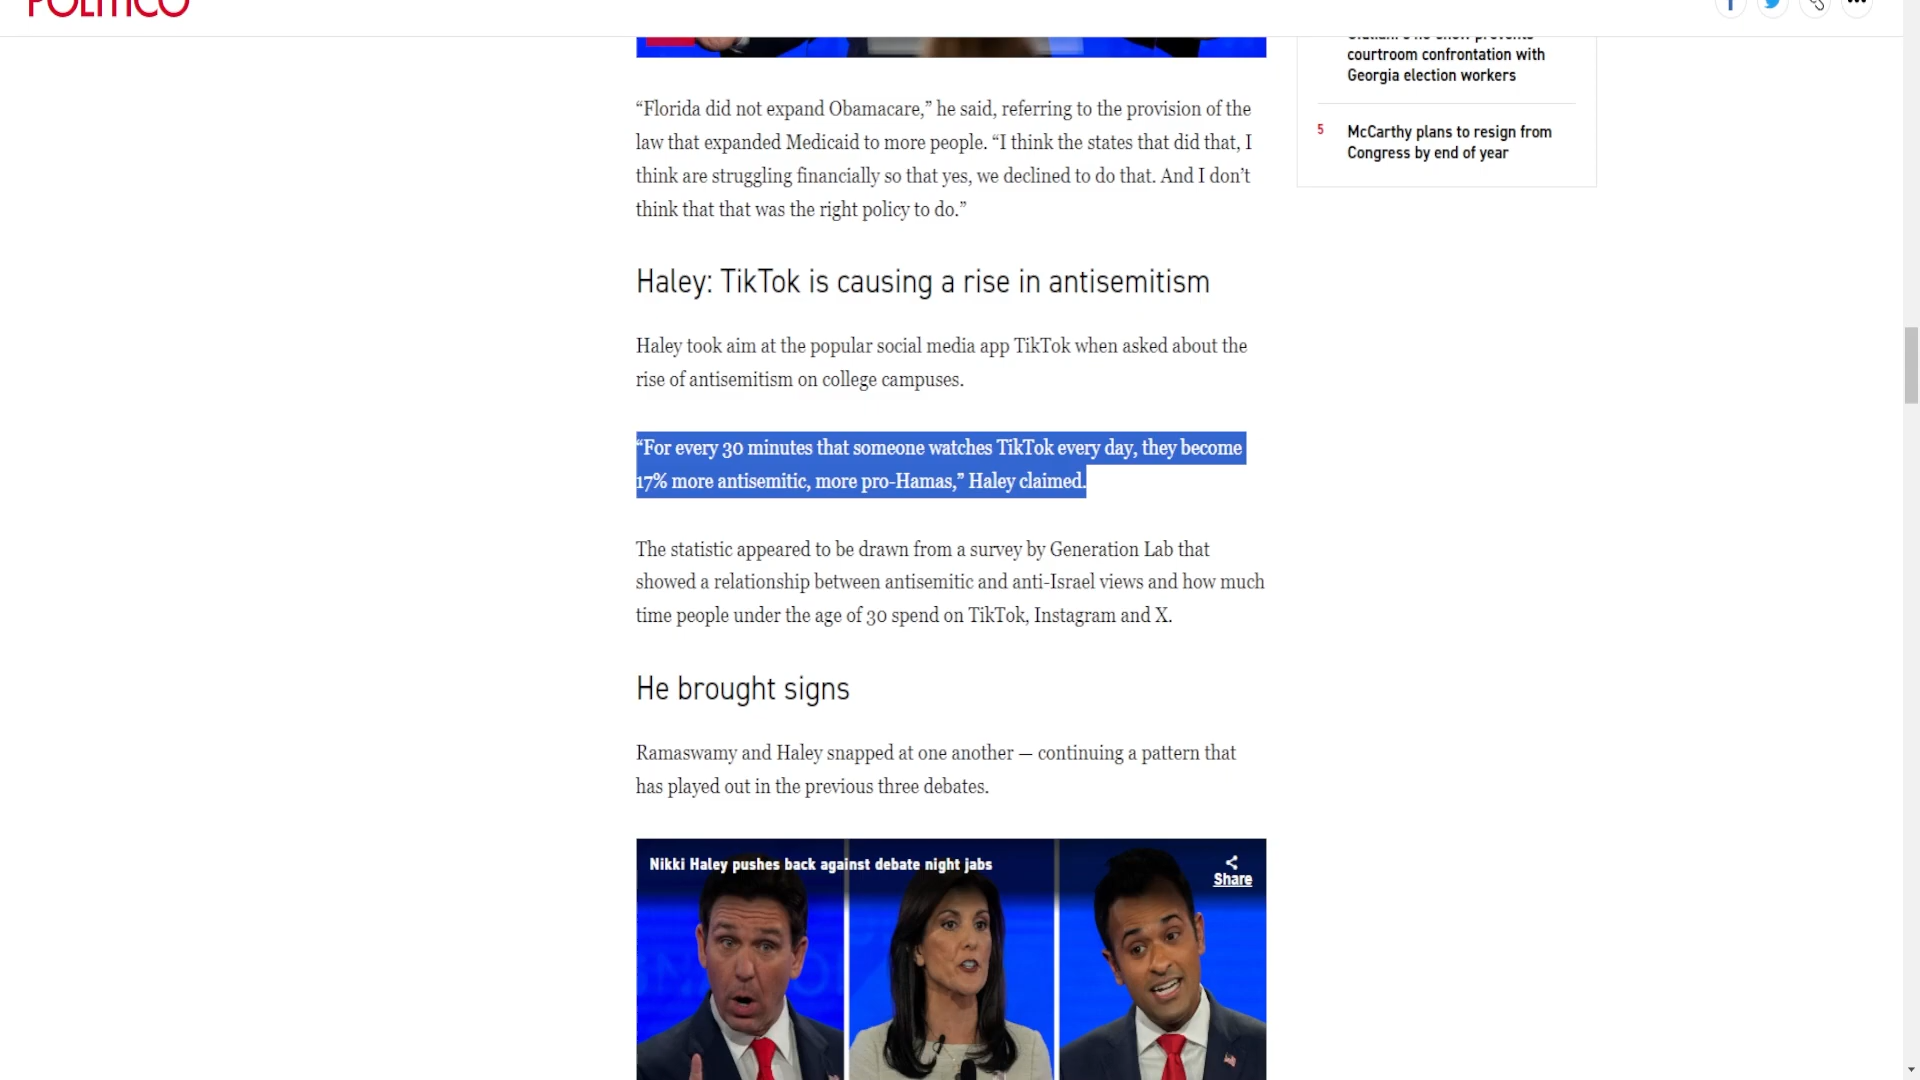 POLITICO
courtroom confrontation with
Georgia election workers
5
McCarthy plans to resign from
Congress by end of year
“Florida did not expand Obamacare,” he said, referring to the provision of the
law that expanded Medicaid to more people. “I think the states that did that, I
think are struggling financially so that yes, we declined to do that. And I don’t
think that that was the right policy to do.”
Haley: TikTok is causing a rise in antisemitism
Haley took aim at the popular social media app TikTok when asked about the
rise of antisemitism on college campuses.
“For every 30 minutes that someone watches TikTok every day, they become
17% more antisemitic, more pro-Hamas,” Haley claimed.
The statistic appeared to be drawn from a survey by Generation Lab that
showed a relationship between antisemitic and anti-Israel views and how much
time people under the age of 30 spend on TikTok, Instagram and X.
He brought signs
Ramaswamy and Haley snapped at one another — continuing a pattern that
has played out in the previous three debates.
Nikki Haley pushes back against debate night jabs
Share